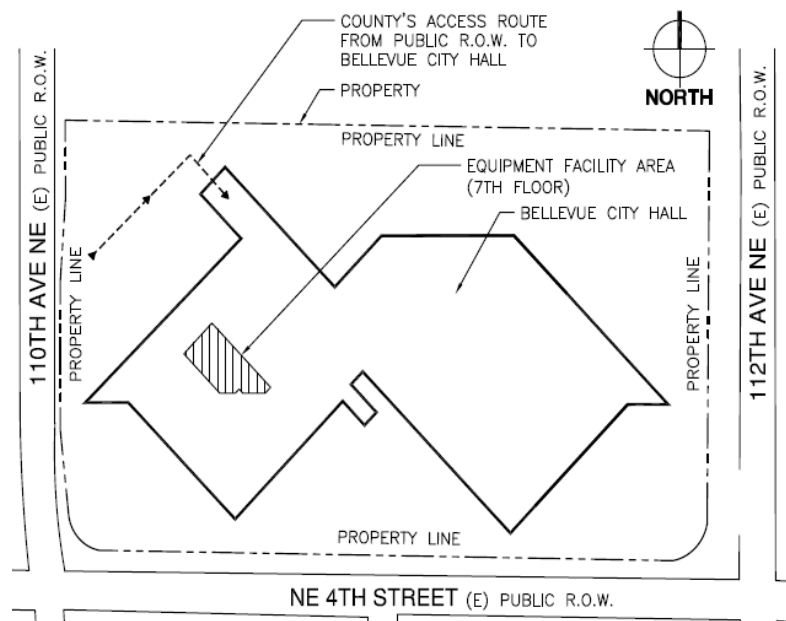 COUNTY'S ACCESS ROUTE
FROM PUBLIC R.O.W. TO
BELLEVUE CITY HALL
PROPERTY
NORTH
PROPERTY LINE
EQUIPMENT FACILITY AREA
(7TH FLOOR)
BELLEVUE CITY HALL
110TH AVE NE (E) PUBLIC R.O.W.
PROPERTY LINE
PROPERTY LINE
112TH AVE NE (E) PUBLIC R.O.W.
PROPERTY LINE
NE 4TH STREET (E) PUBLIC R.O.W.